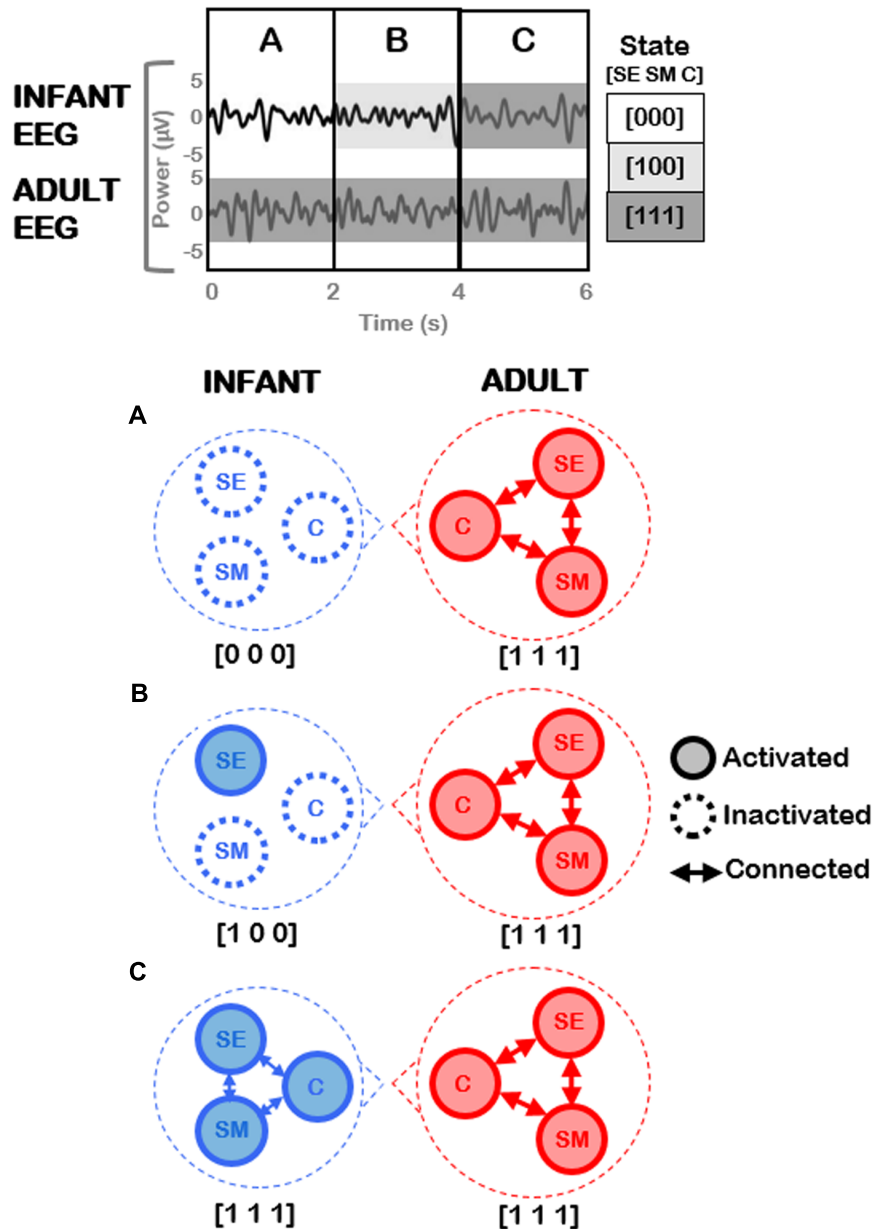 A B C
State
[SE SM C]
INFANT
EEG
ADULT
EEG
Power (µV)
5
0
-5
5
0
-5
[000]
[100]
[111]
0 2 4 6
Time (s)
INFANT ADULT
A
SE
C
SM
[0 0 0]
SE
C
SM
[1 1 1]
B
SE
C
SM
[1 0 0]
SE
C
SM
[1 1 1]
Activated
Inactivated
Connected
C
SE
C
SM
[1 1 1]
SE
C
SM
[1 1 1]